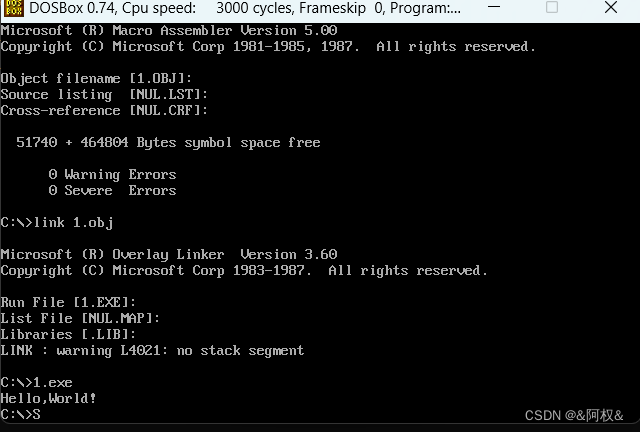 DOS BOX DOSBox 0.74, Cpu speed: 3000 cycles, Frameskip 0, Program:...
Microsoft (R) Macro Assembler Version 5.00
Copyright (C) Microsoft Corp 1981-1985, 1987. All rights reserved.
Object filename [1.OBJ]:
Source listing [NUL.LST]:
Cross-reference [NUL.CRF]:
51740 + 464804 Bytes symbol space free
0 Warning Errors
0 Severe Errors
C:\>link 1.obj
Microsoft (R) Overlay Linker Version 3.60
Copyright (C) Microsoft Corp 1983-1987. All rights reserved.
Run File [1.EXE]:
List File [NUL.MAP]:
Libraries [.LIB]:
LINK : warning L4021: no stack segment
C:\>1.exe
Hello,World!
C:\>S
CSDN @&阿权&